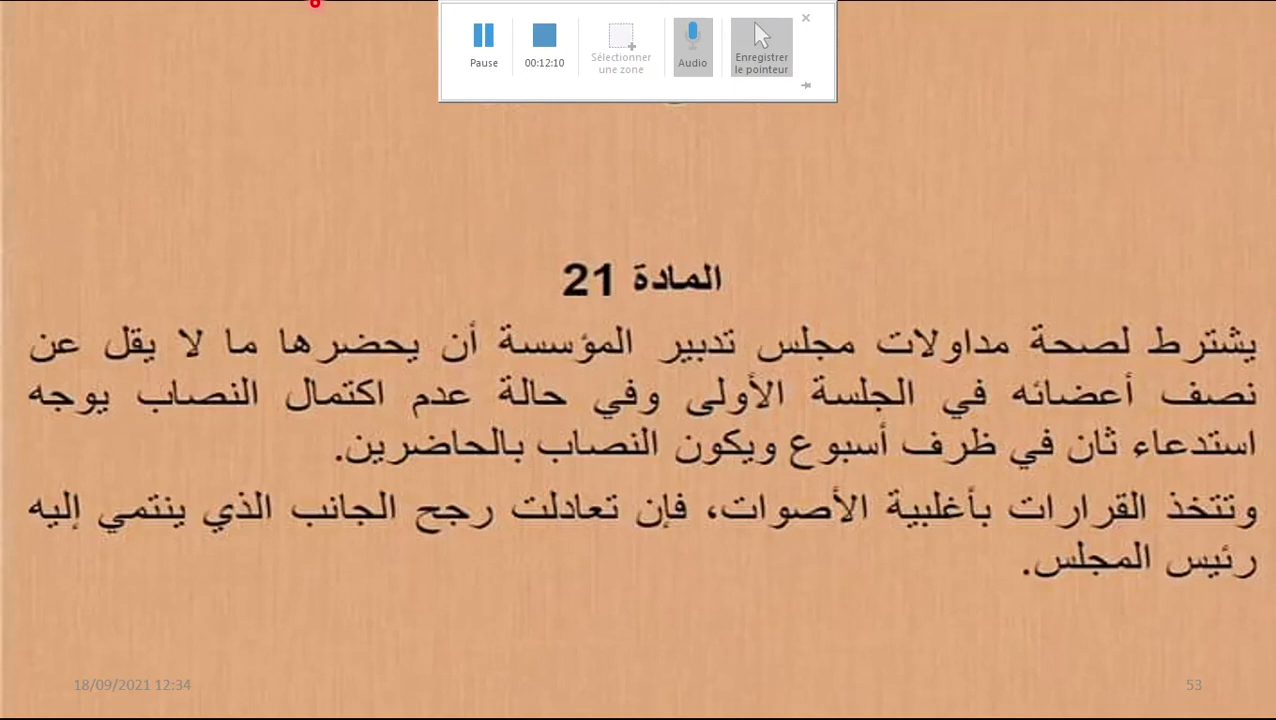 Pause
00:12:10
Sélectionner
une zone
Audio
Enregistrer
le pointeur
المادة 21
يشترط لصحة مداولات مجلس تدبير المؤسسة أن يحضرها ما لا يقل عن
نصف أعضائه في الجلسة الأولى وفي حالة عدم اكتمال النصاب يوجه
استدعاء ثان في ظرف أسبوع ويكون النصاب بالحاضرين.
وتتخذ القرارات بأغلبية الأصوات، فإن تعادلت رجح الجانب الذي ينتمي إليه
رئيس المجلس.
18/09/2021 12:34
53